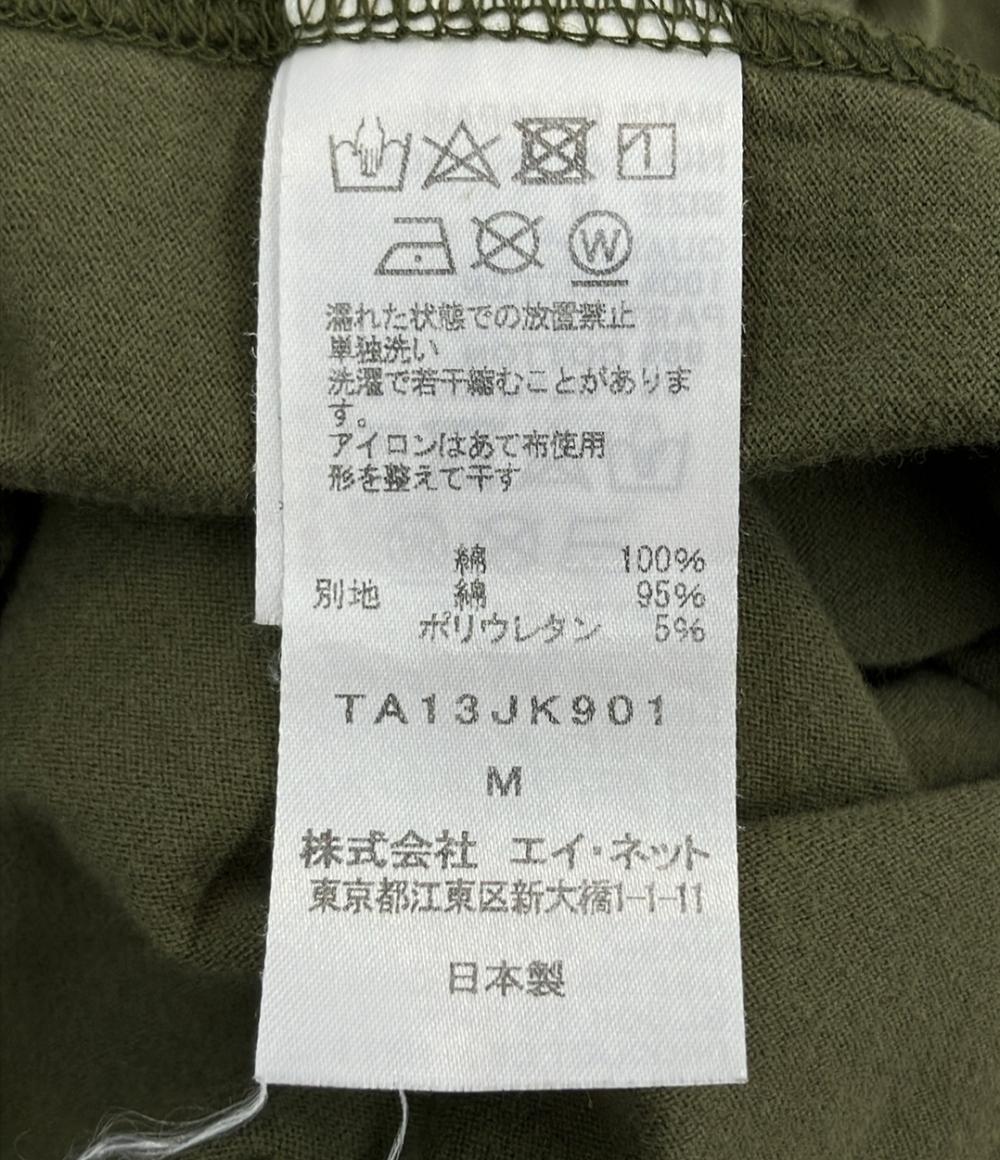 W
濡れた状態での放置禁止
単独洗い
洗濯で若干縮むことがありま
す。
アイロンはあて布使用
形を整えて干す
綿 100%
別地 綿 95%
ポリウレタン 5%
TA13JK901
M
株式会社 エイ・ネット
東京都江東区新大橋1-1-11
日本製